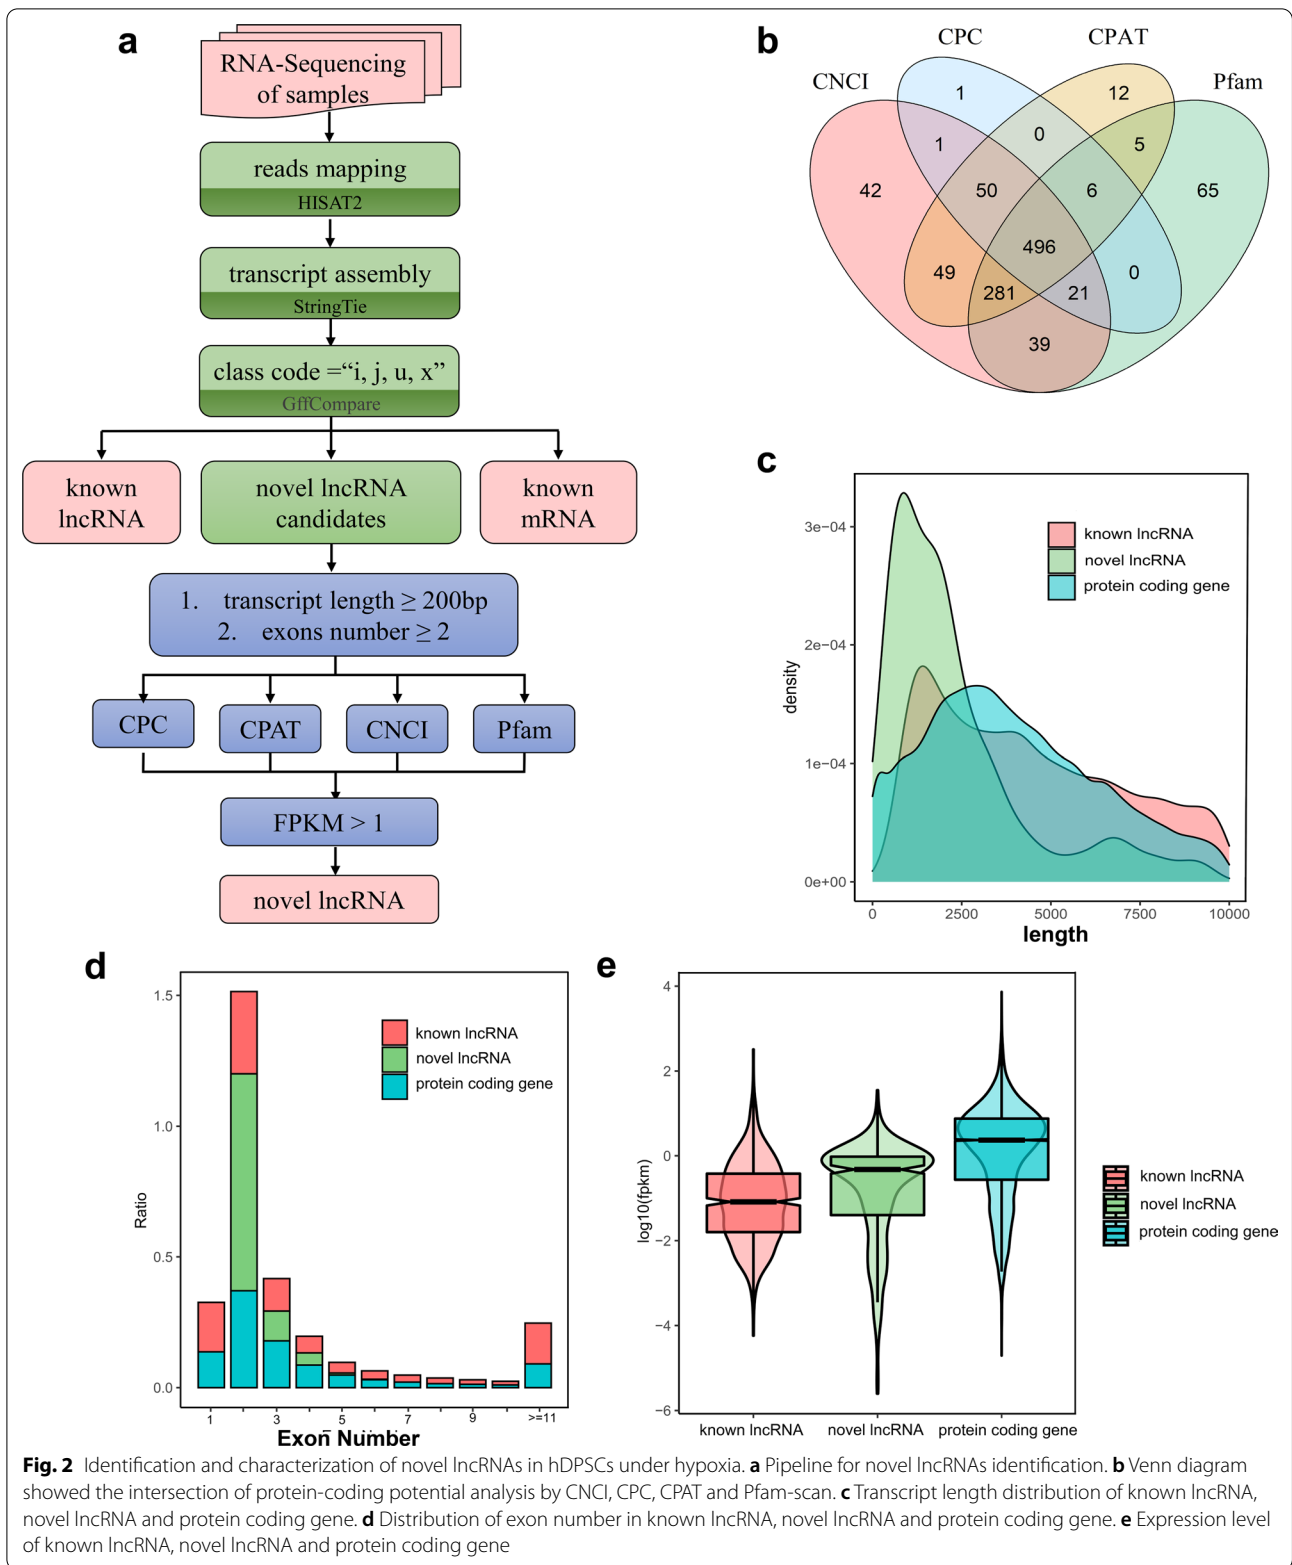 a
RNA-Sequencing
of samples
reads mapping
HISAT2
transcript assembly
StringTie
class code =“i, j, u, x”
GffCompare
known
lncRNA
novel lncRNA
candidates
known
mRNA
1. transcript length ≥ 200bp
2. exons number ≥ 2
CPC
CPAT
CNCI
Pfam
FPKM > 1
novel lncRNA
b
CPC
CPAT
CNCI
Pfam
1
12
1
0
5
42
50
6
65
496
49
0
281
21
39
c
3e−04
2e−04
1e−04
0e+00
density
known lncRNA
novel lncRNA
protein coding gene
0 2500 5000 7500 10000
length
d
1.5
1.0
0.5
0.0
Ratio
known lncRNA
novel lncRNA
protein coding gene
1 3 5 7 9 >=11
Exon Number
e
4
2
0
−2
−4
−6
log10(fpkm)
known lncRNA novel lncRNA protein coding gene
known lncRNA
novel lncRNA
protein coding gene
Fig. 2 Identification and characterization of novel lncRNAs in hDPSCs under hypoxia. a Pipeline for novel lncRNAs identification. b Venn diagram
showed the intersection of protein-coding potential analysis by CNCI, CPC, CPAT and Pfam-scan. c Transcript length distribution of known lncRNA,
novel lncRNA and protein coding gene. d Distribution of exon number in known lncRNA, novel lncRNA and protein coding gene. e Expression level
of known lncRNA, novel lncRNA and protein coding gene